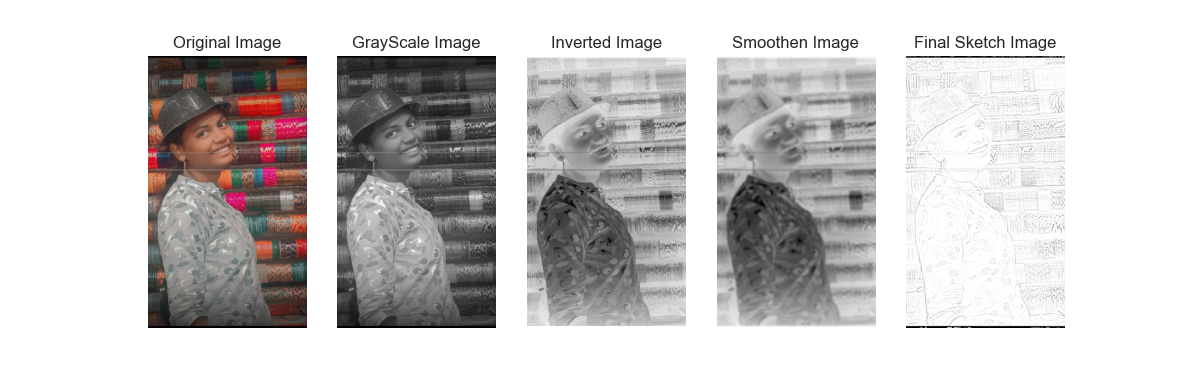 Original Image
GrayScale Image
Inverted Image
Smoothen Image
Final Sketch Image